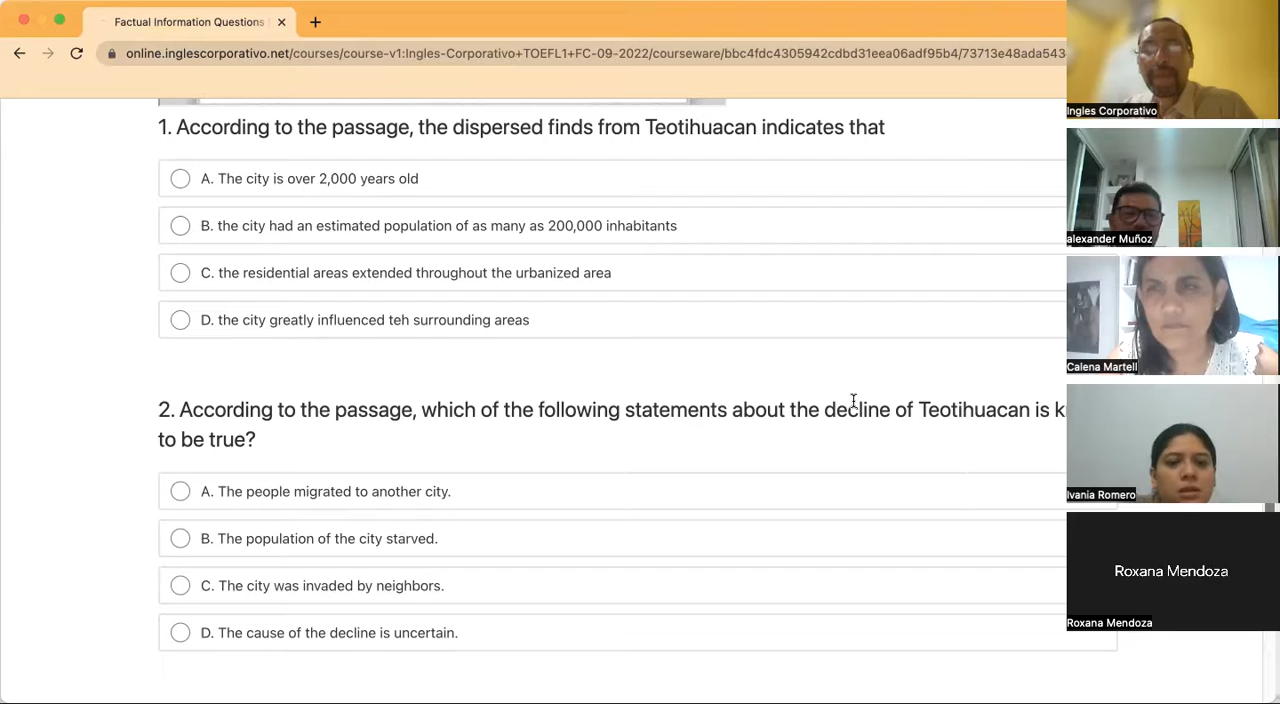 Factual Information Questions
online.inglescorporativo.net/courses/course-v1:Ingles-Corporativo+TOEFL1+FC-09-2022/courseware/bbc4fdc4305942cdbd31eea06adf95b4/73713e48ada543
1. According to the passage, the dispersed finds from Teotihuacan indicates that
A. The city is over 2,000 years old
B. the city had an estimated population of as many as 200,000 inhabitants
C. the residential areas extended throughout the urbanized area
D. the city greatly influenced teh surrounding areas
2. According to the passage, which of the following statements about the decline of Teotihuacan is
to be true?
A. The people migrated to another city.
B. The population of the city starved.
C. The city was invaded by neighbors.
D. The cause of the decline is uncertain.
Ingles Corporativo
alexander Muñoz
Calena Martell
Ivania Romero
Roxana Mendoza
Roxana Mendoza